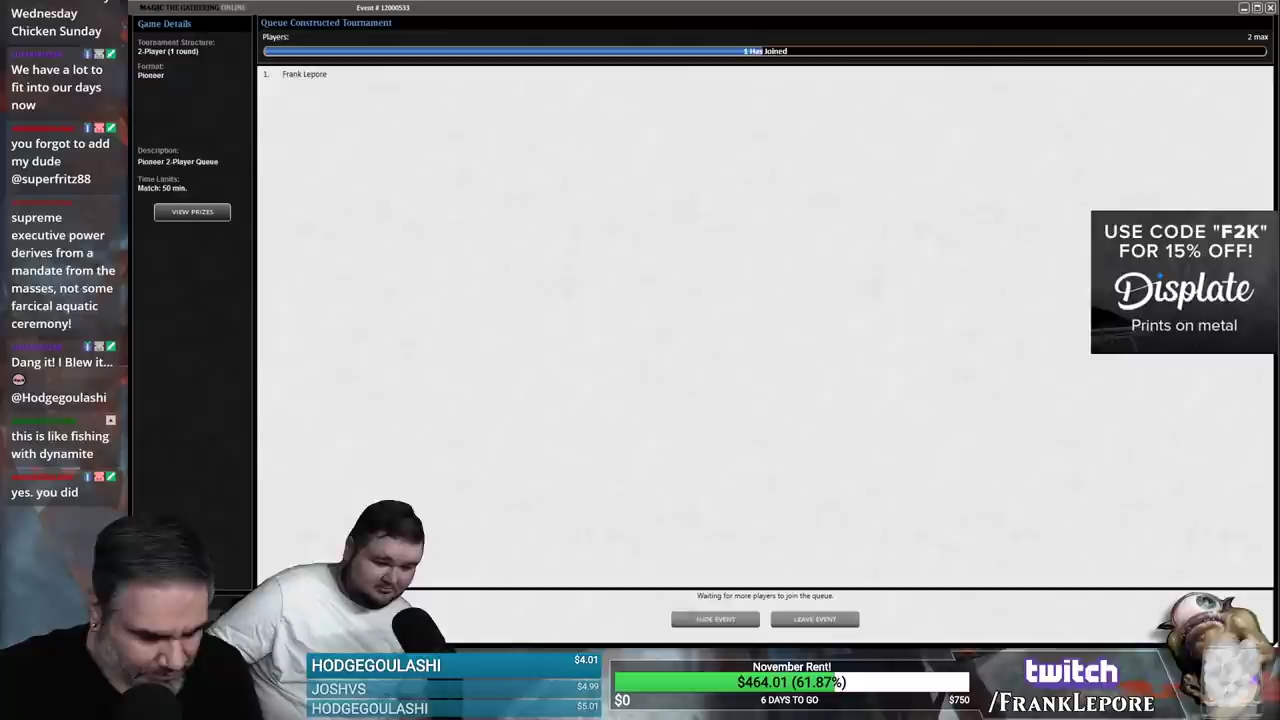 MAGIC THE GATHERING ONLINE
Event # 12000533
Wednesday
Chicken Sunday
We have a lot to
fit into our days
now
you forgot to add
my dude
@superfritz88
supreme
executive power
derives from a
mandate from the
masses, not some
farcical aquatic
ceremony!
Dang it! I Blew it...
@Hodgegoulashi
this is like fishing
with dynamite
yes. you did
Game Details
Tournament Structure:
2-Player (1 round)
Format:
Pioneer
Description:
Pioneer 2-Player Queue
Time Limits:
Match: 50 min.
VIEW PRIZES
Queue Constructed Tournament
Players:
2 max
1 Has Joined
1. Frank Lepore
USE CODE "F2K"
FOR 15% OFF!
Displate
Prints on metal
Waiting for more players to join the queue.
HIDE EVENT
LEAVE EVENT
HODGEGOULASHI $4.01
JOSHVS $4.99
HODGEGOULASHI $5.01
November Rent!
$464.01 (61.87%)
$0 6 DAYS TO GO $750
twitch
/FRANKLEPORE